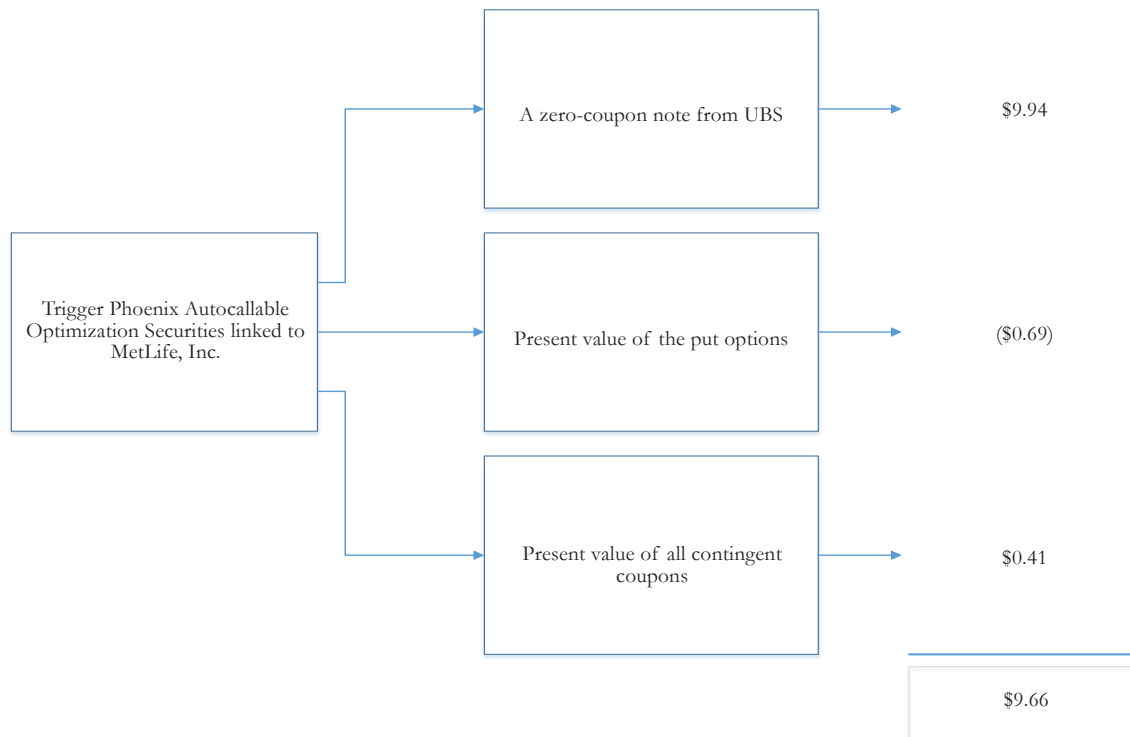 A zero-coupon note from UBS
$9.94
Trigger Phoenix Autocallable
Optimization Securities linked to
MetLife, Inc.
Present value of the put options
($0.69)
Present value of all contingent
coupons
$0.41
$9.66